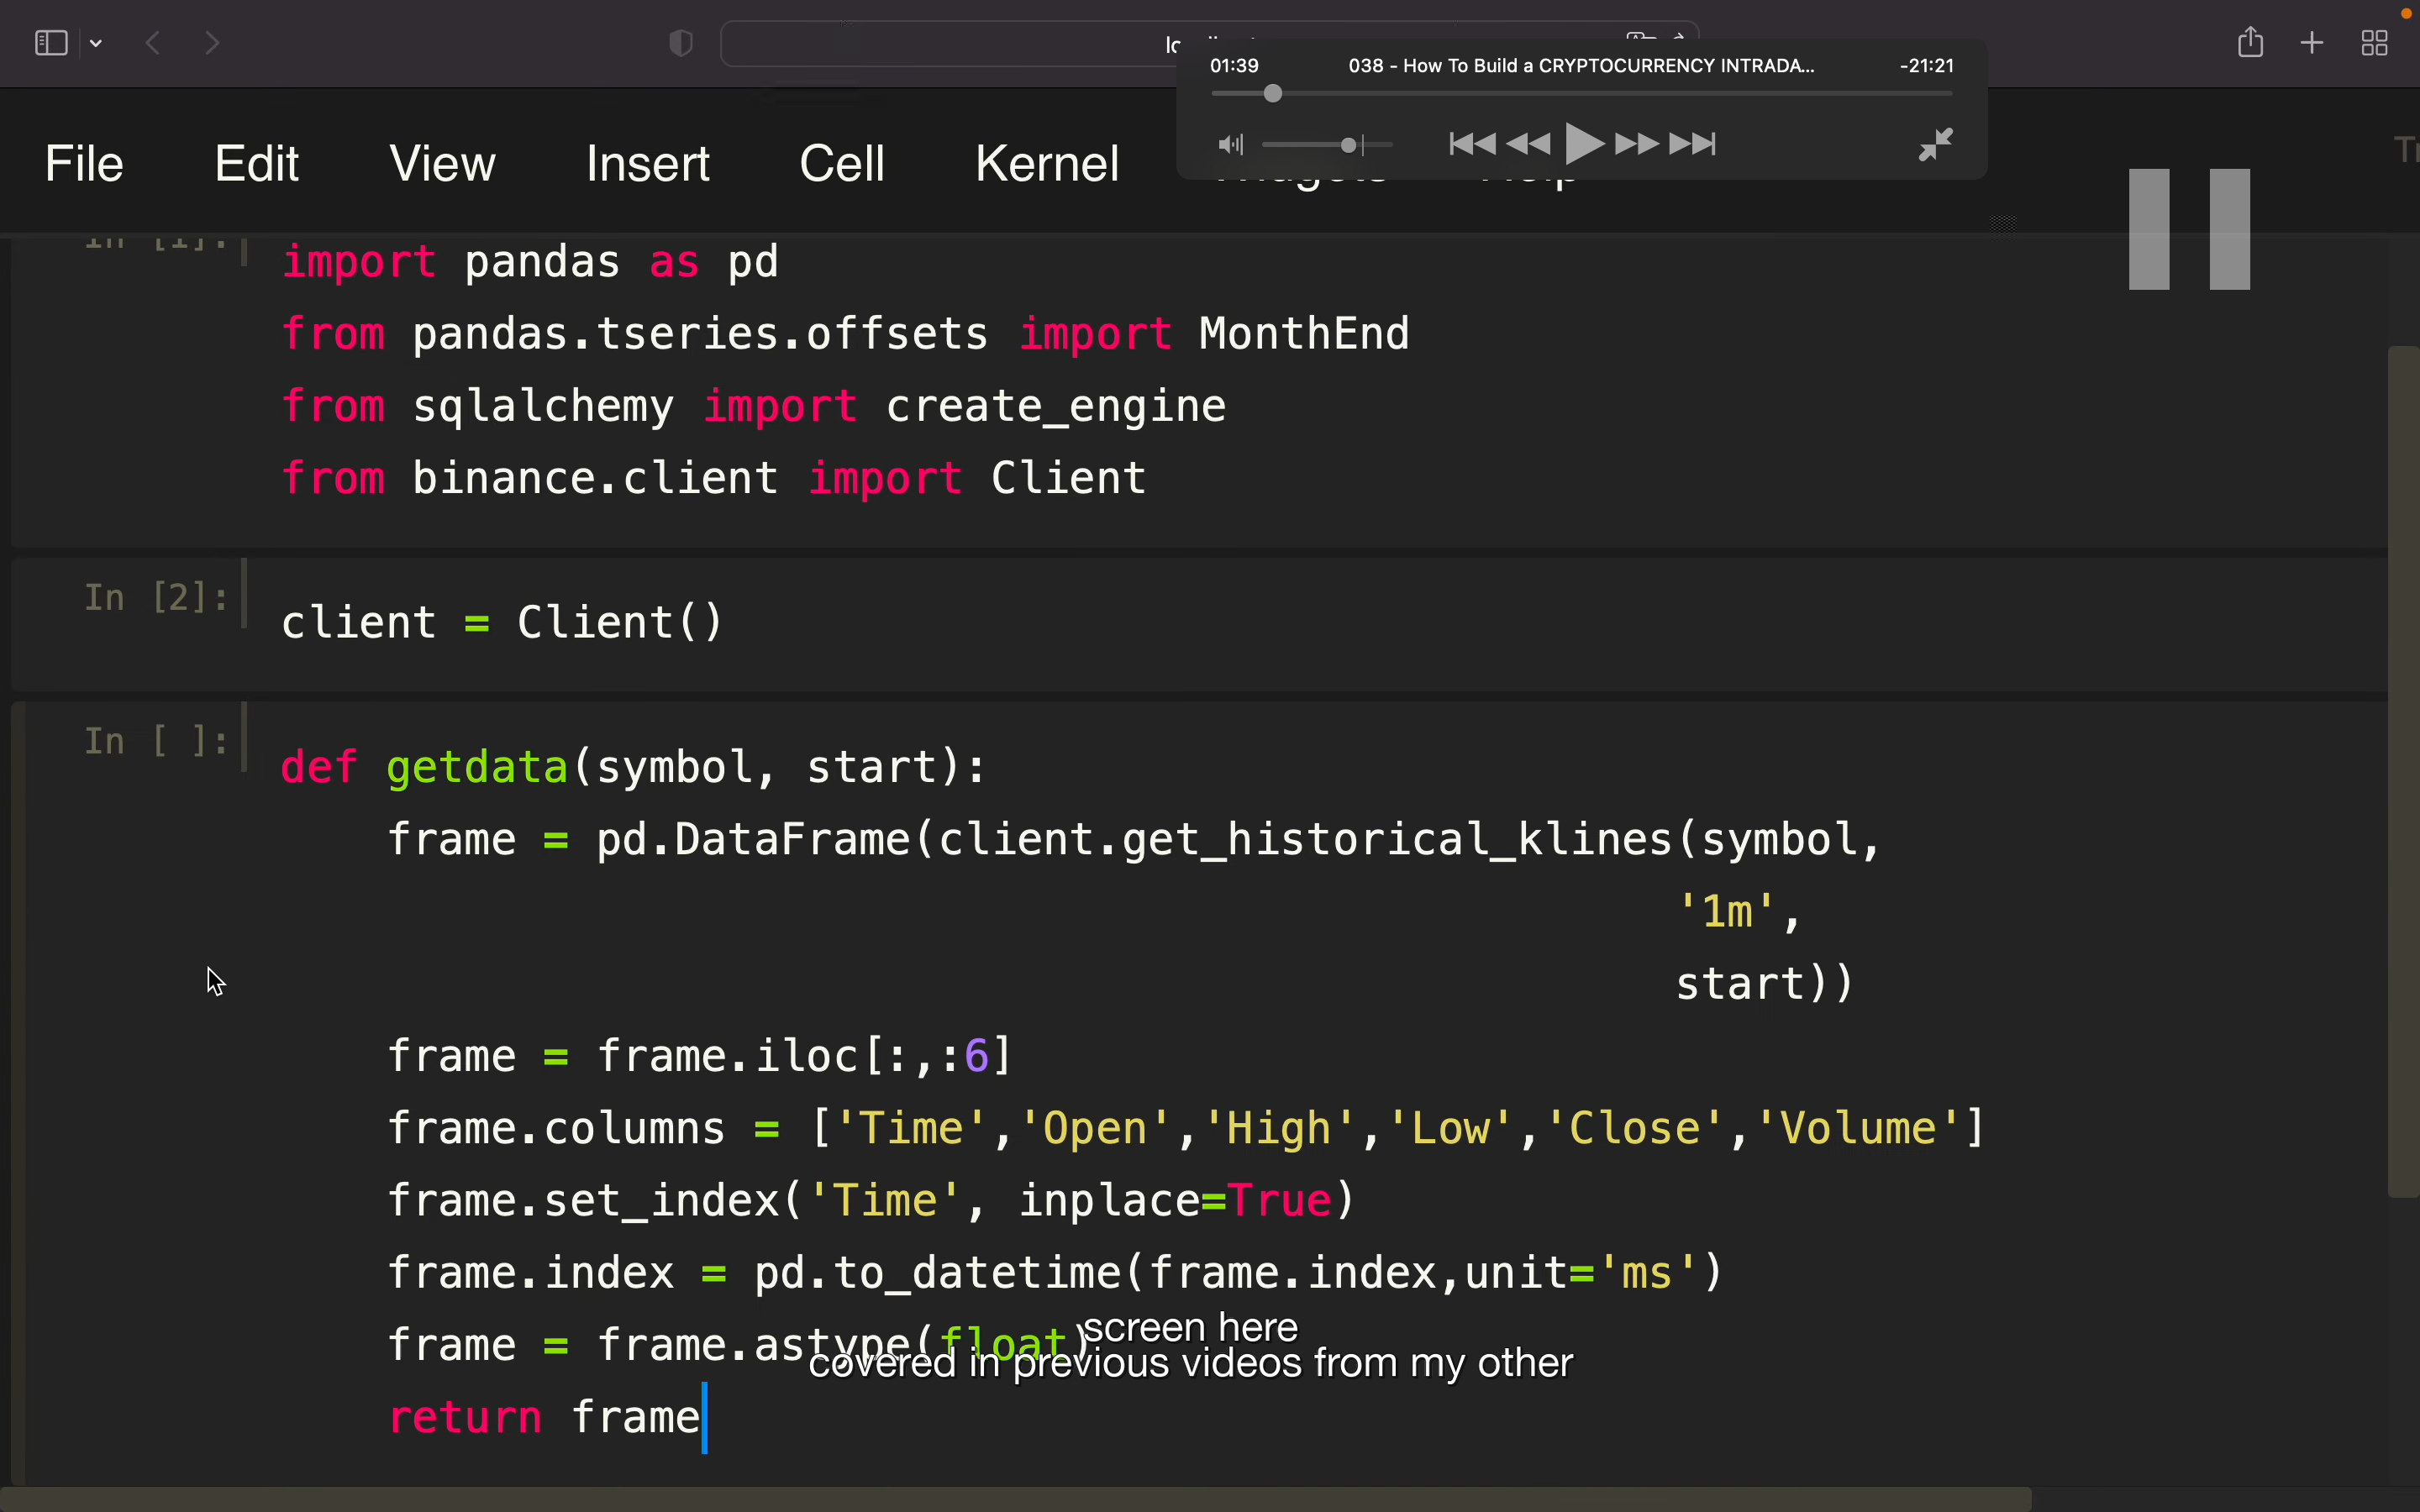 01:39
038 - How To Build a CRYPTOCURRENCY INTRADA...
-21:21
File Edit View Insert Cell Kernel Widgets Help
In [1]:
import pandas as pd
from pandas.tseries.offsets import MonthEnd
from sqlalchemy import create_engine
from binance.client import Client
In [2]:
client = Client()
In [ ]:
def getdata(symbol, start):
    frame = pd.DataFrame(client.get_historical_klines(symbol,
'1m',
start))
    frame = frame.iloc[:,:6]
    frame.columns = ['Time','Open','High','Low','Close','Volume']
    frame.set_index('Time', inplace=True)
    frame.index = pd.to_datetime(frame.index,unit='ms')
    frame = frame.astype(float)
screen here
covered in previous videos from my other
    return frame